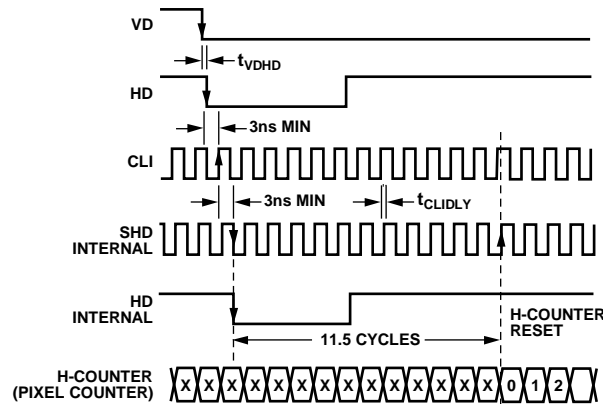 VD
tVDHD
HD
3ns MIN
CLI
3ns MIN
tCLIDLY
SHD
INTERNAL
HD
INTERNAL
H-COUNTER
RESET
11.5 CYCLES
H-COUNTER
(PIXEL COUNTER)
X X X X X X X X X X X X X 0 1 2